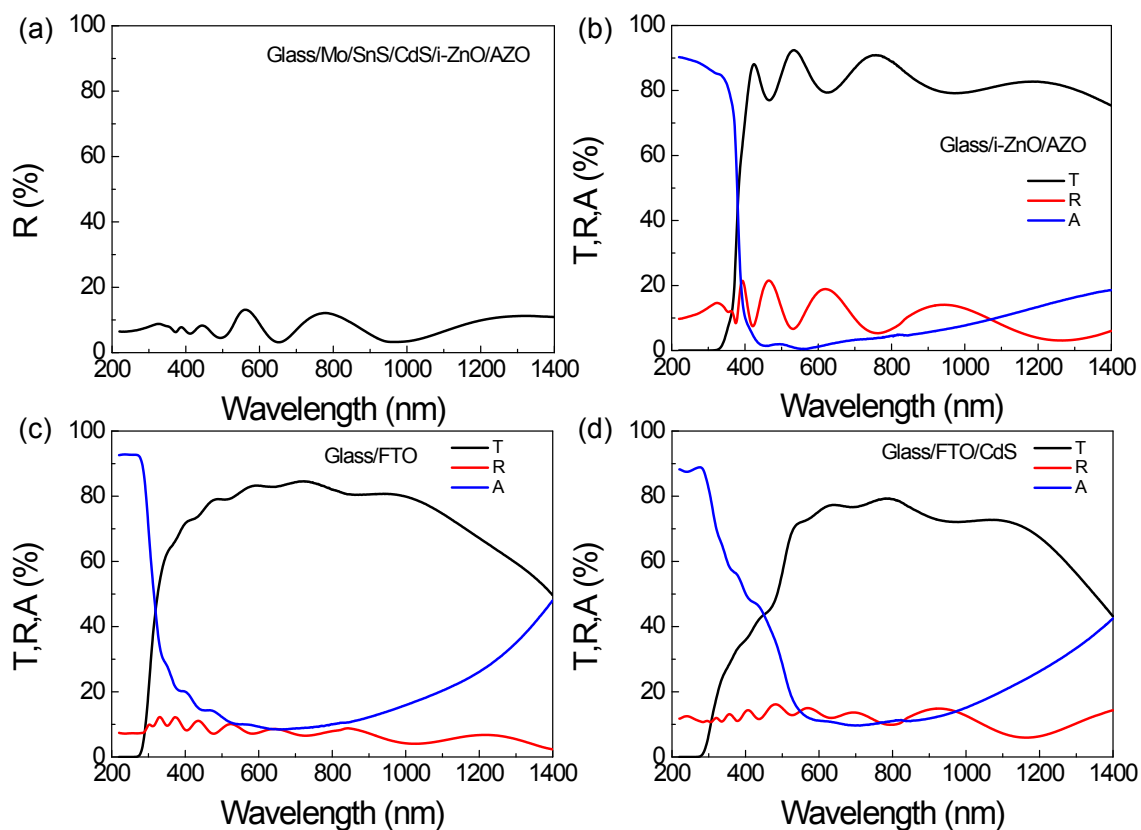 (a)
Glass/Mo/SnS/CdS/i-ZnO/AZO
R (%)
100
80
60
40
20
0
200 400 600 800 1000 1200 1400
Wavelength (nm)
(b)
Glass/i-ZnO/AZO
T
R
A
T,R,A (%)
100
80
60
40
20
0
200 400 600 800 1000 1200 1400
Wavelength (nm)
(c)
Glass/FTO
T
R
A
T,R,A (%)
100
80
60
40
20
0
200 400 600 800 1000 1200 1400
Wavelength (nm)
(d)
Glass/FTO/CdS
T
R
A
T,R,A (%)
100
80
60
40
20
0
200 400 600 800 1000 1200 1400
Wavelength (nm)